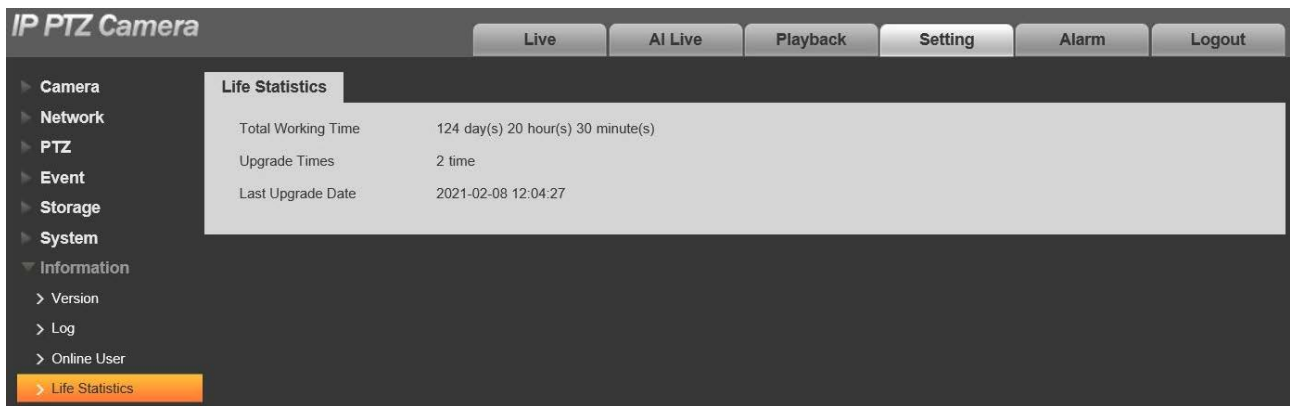 IP PTZ Camera
Live AI Live Playback Setting Alarm Logout
Camera
Network
PTZ
Event
Storage
System
Information
Version
Log
Online User
Life Statistics
Life Statistics
Total Working Time 124 day(s) 20 hour(s) 30 minute(s)
Upgrade Times 2 time
Last Upgrade Date 2021-02-08 12:04:27